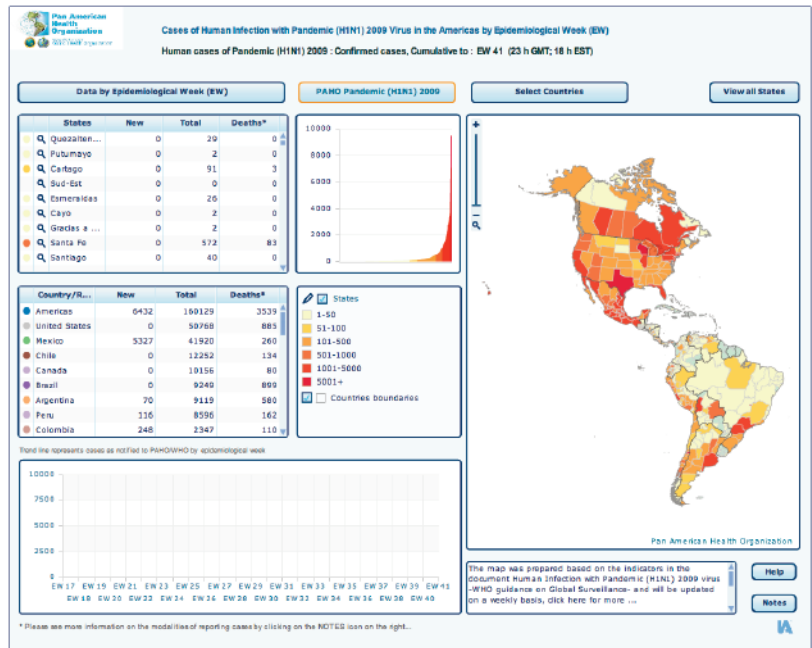 Pan American
Health
Organization
Cases of Human Infection with Pandemic (H1N1) 2009 Virus in the Americas by Epidemiological Week (EW)
Human cases of Pandemic (H1N1) 2009 : Confirmed cases, Cumulative to : EW 41 (23 h GMT; 18 h EST)
Data by Epidemiological Week (EW)
PAHO Pandemic (H1N1) 2009
Select Countries
View all States
States New Total Deaths*
Quezalten... 0 29 0
Putumayo 0 2 0
Cartago 0 91 3
Sud-Est 0 0 0
Esmeraldas 0 26 0
Cayo 0 2 0
Gracias a ... 0 2 0
Santa Fe 0 572 83
Santiago 0 40 0
10000
8000
6000
4000
2000
0
Country/R... New Total Deaths*
Americas 6432 160129 3539
United States 0 50768 885
Mexico 5327 41920 260
Chile 0 12252 134
Canada 0 10156 80
Brazil 0 9249 899
Argentina 70 9119 580
Peru 116 8596 162
Colombia 248 2347 110
States
1-50
51-100
101-500
501-1000
1001-5000
5001+
Countries boundaries
Pan American Health Organization
Trend line represents cases as notified to PAHO/WHO by epidemiological week
10000
7500
5000
2500
0
EW 17 EW 19 EW 21 EW 23 EW 25 EW 27 EW 29 EW 31 EW 33 EW 35 EW 37 EW 39 EW 41
EW 18 EW 20 EW 22 EW 24 EW 26 EW 28 EW 30 EW 32 EW 34 EW 36 EW 38 EW 40
The map was prepared based on the indicators in the
document Human Infection with Pandemic (H1N1) 2009 virus
-WHO guidance on Global Surveillance- and will be updated
on a weekly basis, click here for more ...
Help
Notes
* Please see more information on the modalities of reporting cases by clicking on the NOTES icon on the right...
IA